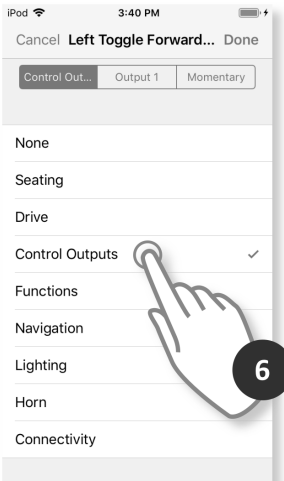 iPod 3:40 PM
Cancel Left Toggle Forward... Done
Control Out... Output 1 Momentary
None
Seating
Drive
Control Outputs
Functions
Navigation
Lighting
6
Horn
Connectivity